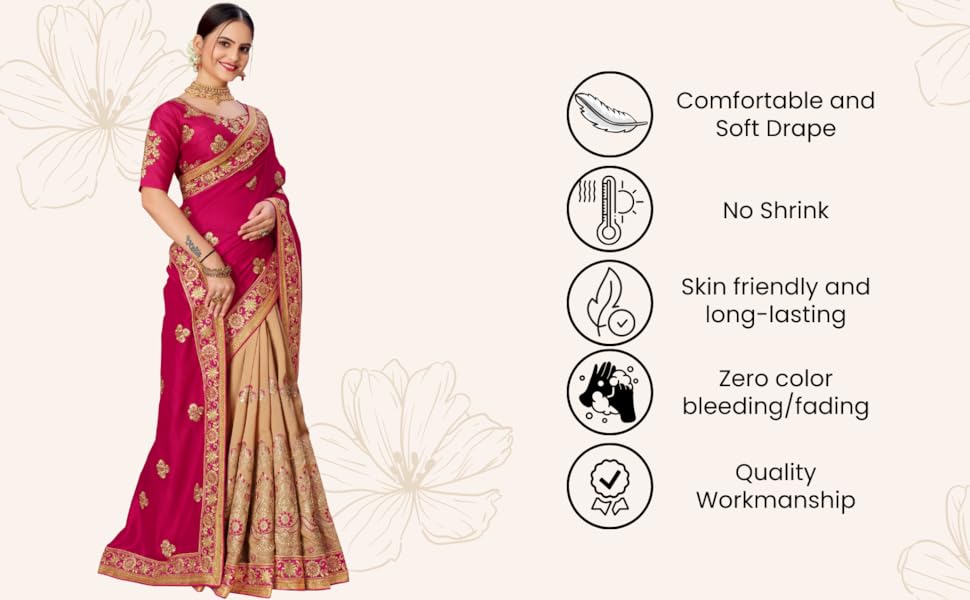 Comfortable and
Soft Drape
No Shrink
Skin friendly and
long-lasting
Zero color
bleeding/fading
Quality
Workmanship